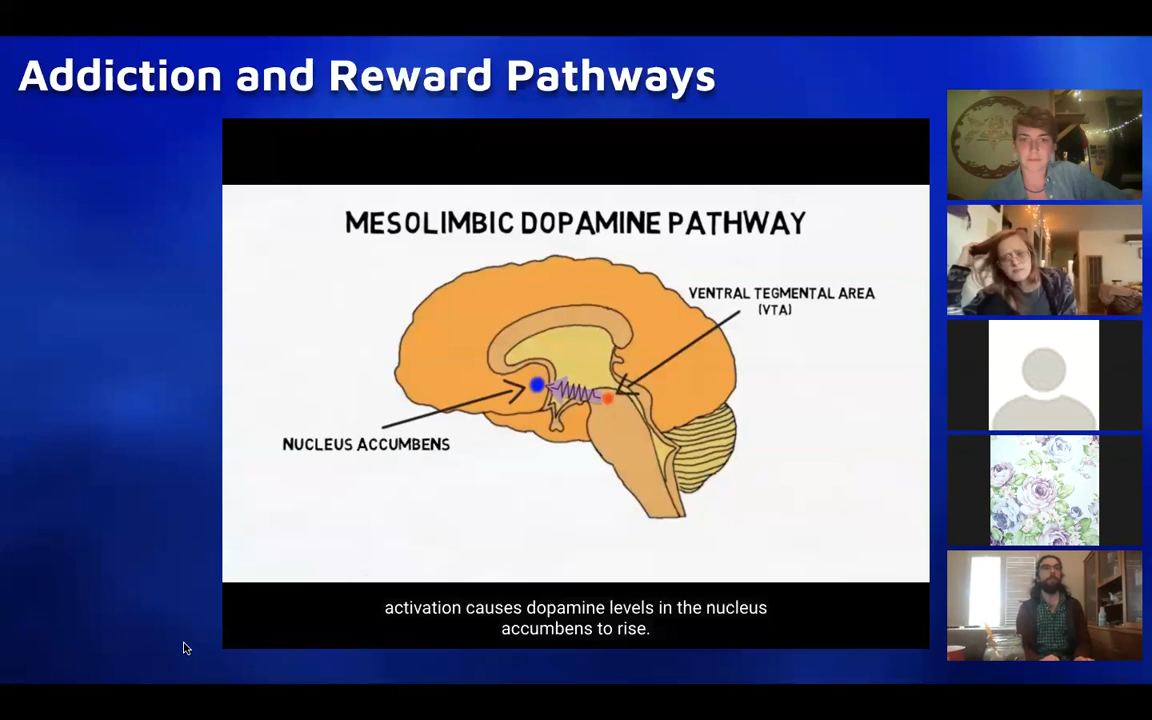 Addiction and Reward Pathways
MESOLIMBIC DOPAMINE PATHWAY
VENTRAL TEGMENTAL AREA
(VTA)
NUCLEUS ACCUMBENS
activation causes dopamine levels in the nucleus
accumbens to rise.